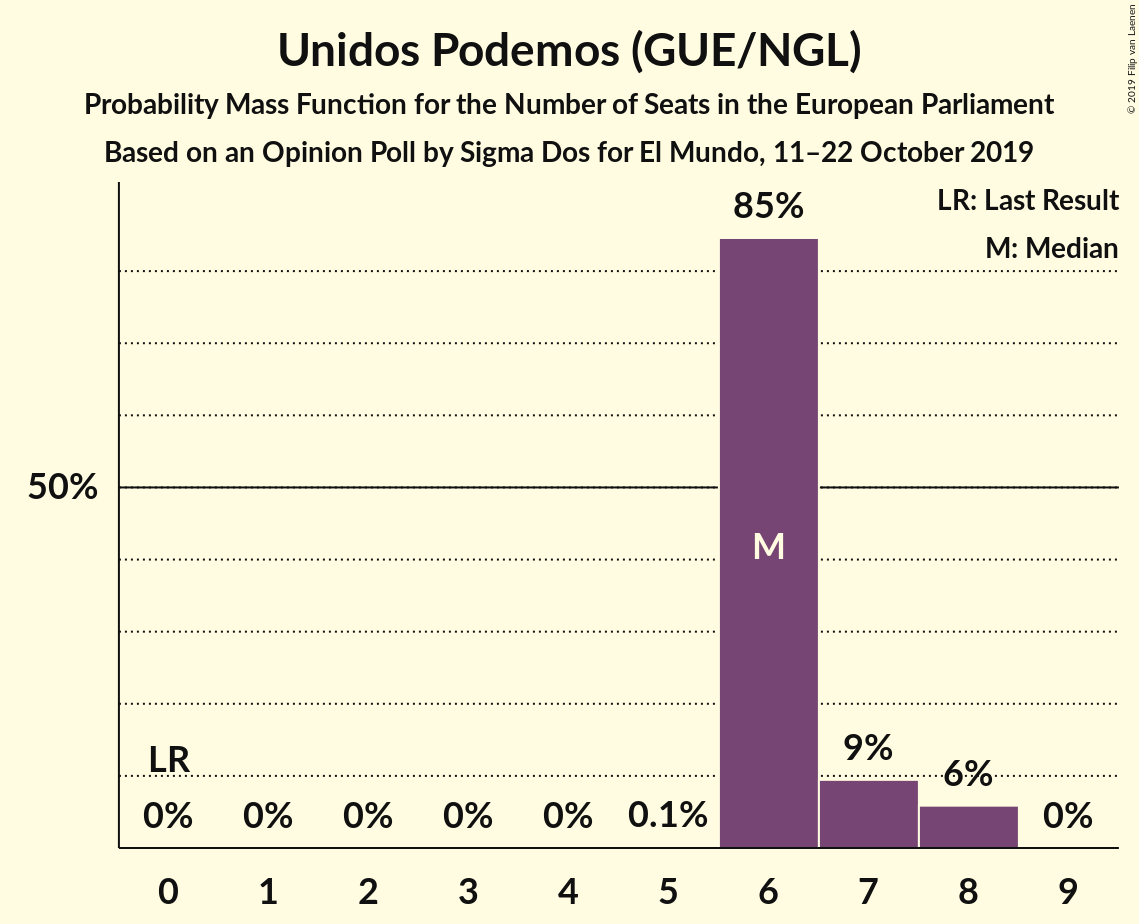 Unidos Podemos (GUE/NGL)
Probability Mass Function for the Number of Seats in the European Parliament
Based on an Opinion Poll by Sigma Dos for El Mundo, 11–22 October 2019
© 2019 Filip van Laenen
LR: Last Result
M: Median
85%
50%
M
LR
9%
6%
0% 0% 0% 0% 0% 0.1% 0%
0 1 2 3 4 5 6 7 8 9